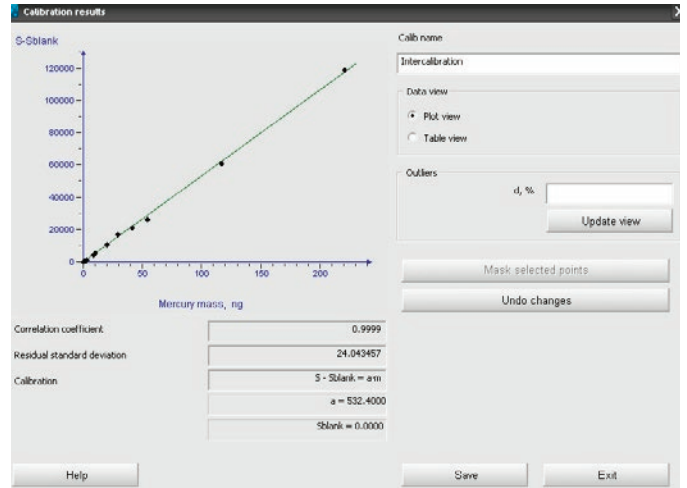 Calibration results
S-Sblank
120000
100000
80000
60000
40000
20000
0
0 50 100 150 200
Mercury mass, ng
Correlation coefficient 0.9999
Residual standard deviation 24.043457
Calibration S - Sblank = a·m
a = 532.4000
Sblank = 0.0000
Help
Calib name
Intercalibration
Data view
Plot view
Table view
Outliers
d, %
Update view
Mask selected points
Undo changes
Save
Exit